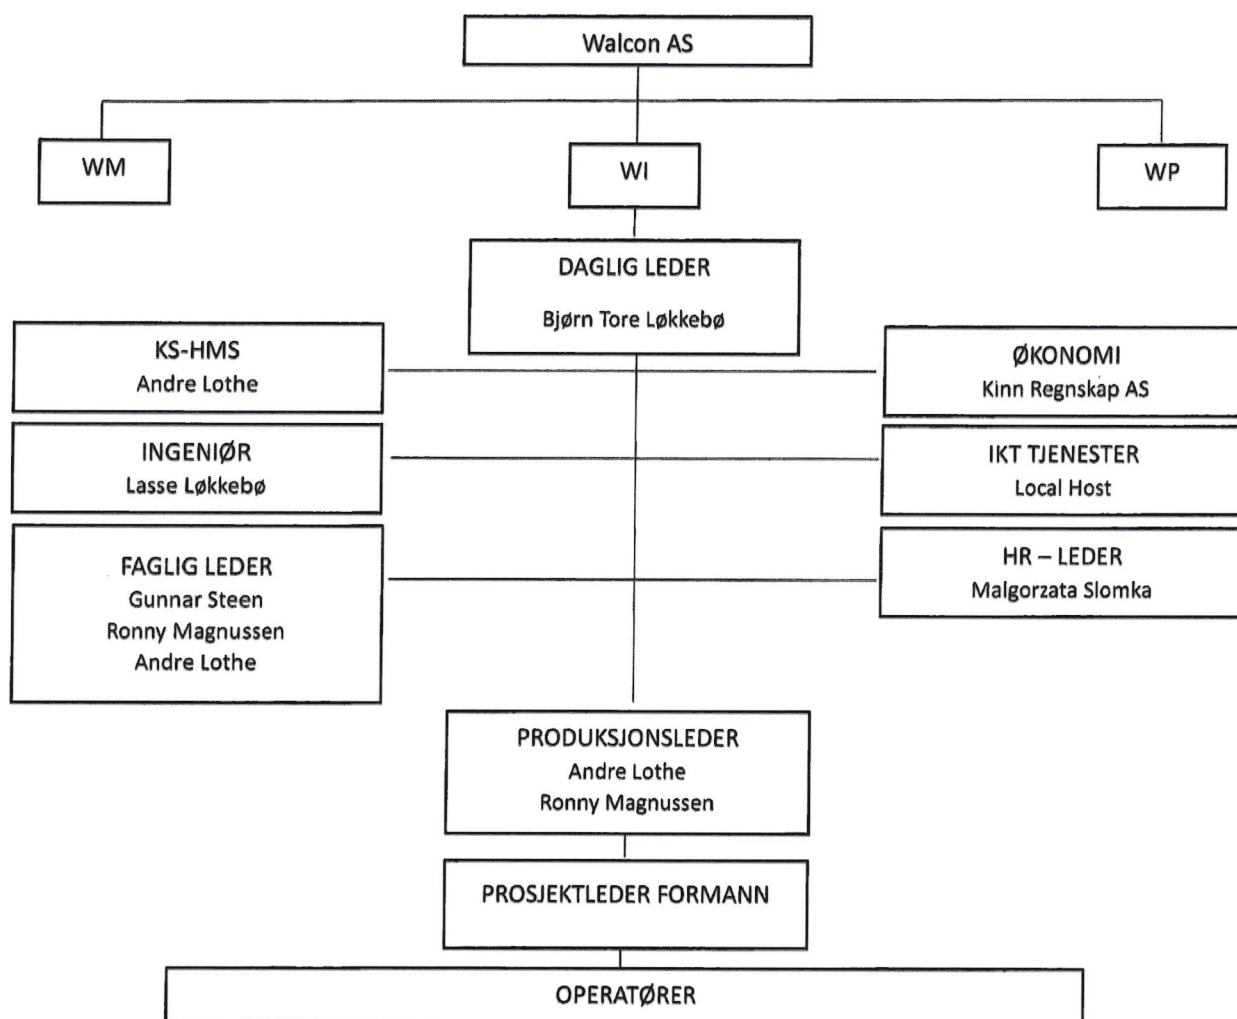 Walcon AS
WM
WI
WP
DAGLIG LEDER
Bjørn Tore Løkkebø
KS-HMS
Andre Lothe
ØKONOMI
Kinn Regnskap AS
INGENIØR
Lasse Løkkebø
IKT TJENESTER
Local Host
FAGLIG LEDER
Gunnar Steen
Ronny Magnussen
Andre Lothe
HR – LEDER
Malgorzata Slomka
PRODUKSJONSLEDER
Andre Lothe
Ronny Magnussen
PROSJEKTLEDER FORMANN
OPERATØRER